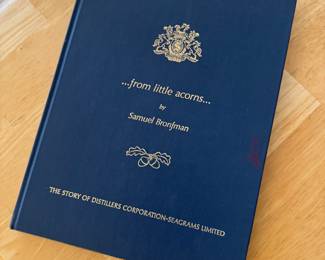 ...from little acorns...
by
Samuel Bronfman
THE STORY OF DISTILLERS CORPORATION-SEAGRAMS LIMITED